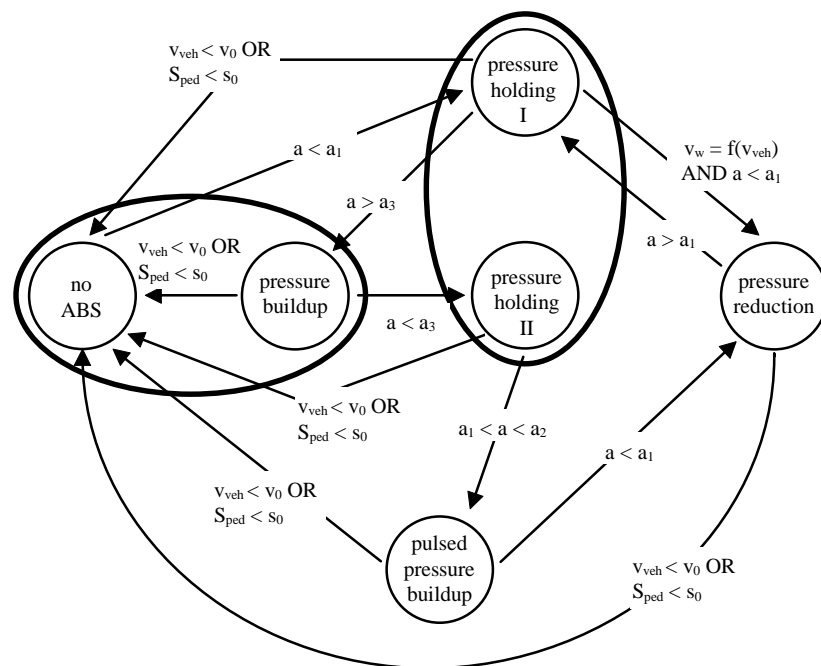 v_veh < v_0 OR
S_ped < s_0
pressure
holding
I
a < a_1
v_w = f(v_veh)
AND a < a_1
a > a_3
a > a_1
v_veh < v_0 OR
S_ped < s_0
no
ABS
pressure
buildup
pressure
holding
II
pressure
reduction
a < a_3
v_veh < v_0 OR
S_ped < s_0
a_1 < a < a_2
a < a_1
v_veh < v_0 OR
S_ped < s_0
pulsed
pressure
buildup
v_veh < v_0 OR
S_ped < s_0